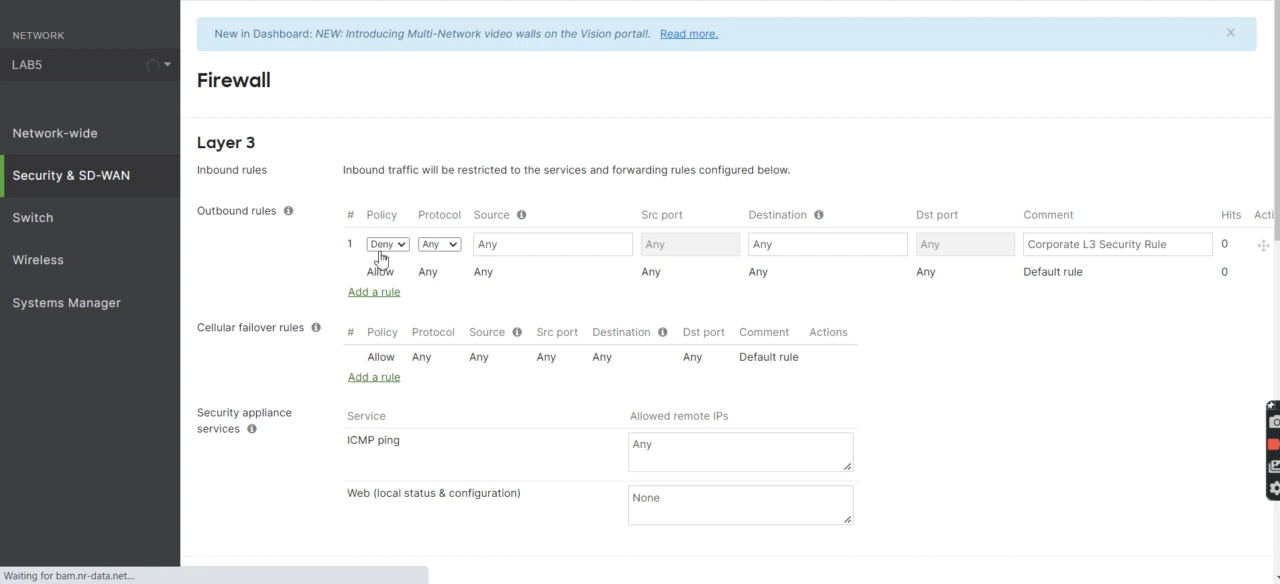 New in Dashboard: NEW: Introducing Multi-Network video walls on the Vision portal!. Read more. ×
NETWORK
LAB5
Network-wide
Security & SD-WAN
Switch
Wireless
Systems Manager
Firewall
Layer 3
Inbound rules Inbound traffic will be restricted to the services and forwarding rules configured below.
Outbound rules
# Policy Protocol Source Src port Destination Dst port Comment Hits Acti
1 Deny Any Any Any Any Any Corporate L3 Security Rule 0
Allow Any Any Any Any Any Default rule 0
Add a rule
Cellular failover rules
# Policy Protocol Source Src port Destination Dst port Comment Actions
Allow Any Any Any Any Any Default rule
Add a rule
Security appliance
services
Service Allowed remote IPs
ICMP ping Any
Web (local status & configuration) None
Waiting for bam.nr-data.net...